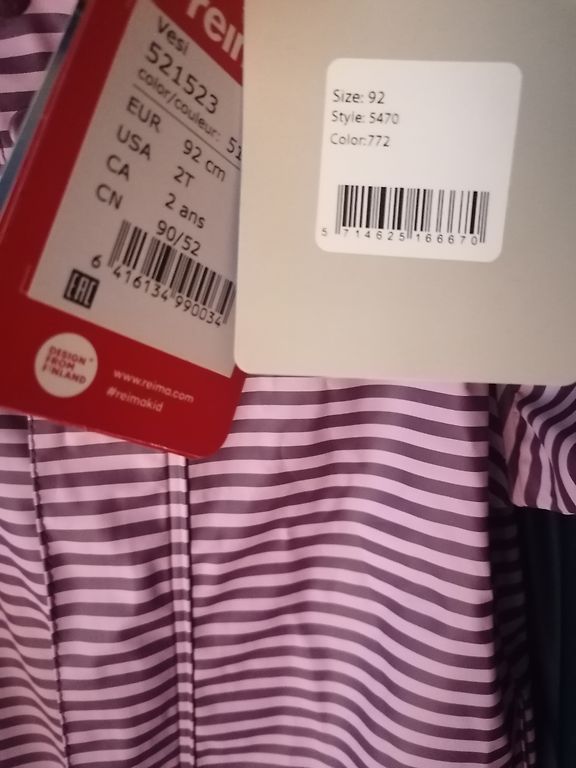 Vesi
521523
color/couleur: 51
EUR 92 cm
USA 2T
CA 2 ans
CN 90/52
6 416134 990034
EAC
DESIGN
FROM
FINLAND
www.reima.com
#reimakid
Size: 92
Style: 5470
Color:772
5 714625 166670